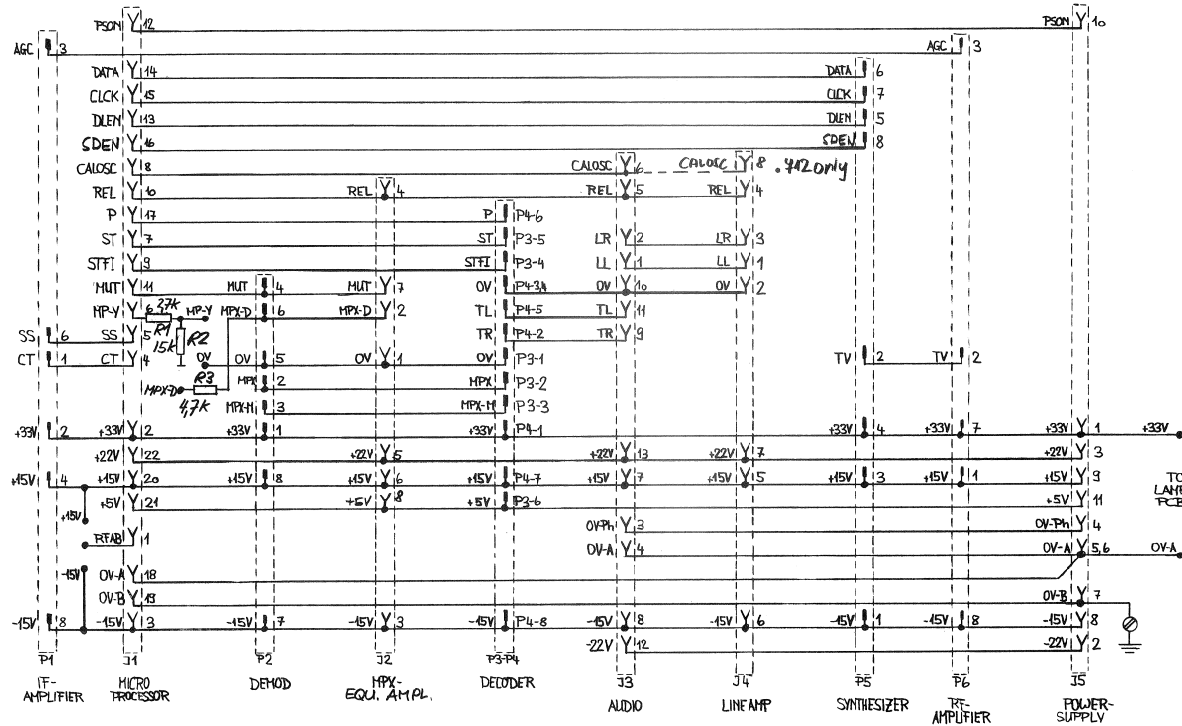 PSON 12 PSON 10
AGC 3 AGC 3
DATA 14 DATA 6
CLCK 15 CLCK 7
DLEN 13 DLEN 5
SDEN 16 SDEN 8
CALOSC 18 CALOSC 6 CALOSC 8 .712 only
REL 10 REL 4 REL 5 REL 4
P 17 P P4-6
ST 7 ST P3-5 LR 2 LR 3
STFI 9 STFI P3-4 LL 1 LL 1
MUT 11 MUT 4 MUT 7 OV P4-3,4 OV 10 OV 2
MP-Y 6 MP-Y MPX-D 6 MPX-D 2 TL P4-5 TL 11
R1 R2
15K
SS 6 SS 5 TR P4-2 TR 9
CT 1 CT 4 OV OV 5 OV 1 OV P3-1 TV 2 TV 2
MPX-D R3 MPX 2 MPX P3-2
4,7K MPX-M 3 MPX-M P3-3
+33V 2 +33V 2 +33V 1 P4-1 +33V 4 +33V 7 +33V 1 +33V
+22V 22 +22V 5 +22V 13 +22V 7 +22V 3
+15V 4 +15V 20 +15V 8 +15V 6 +15V P4-7 +15V 7 +15V 5 +15V 3 +15V 1 +15V 9 TO
LAMP
PCB
+5V 21 +5V 8 +5V P3-6 +5V 11
+15V
OV-Ph 3 OV-Ph 4
RFAB 1
OV-A 4 OV-A 5,6 OV-A
-15V OV-A 18
OV-B 19 OV-B 7
-15V 8 -15V 3 -15V 7 -15V 3 -15V P4-8 -15V 8 -15V 6 -15V 1 -15V 8 -15V 8
-22V 12 -22V 2
P1 J1 P2 J2 P3-P4 J3 J4 P5 P6 J5
IF-
AMPLIFIER
MICRO
PROCESSOR
DEMOD
MPX-
EQU. AMPL.
DECODER
AUDIO
LINEAMP
SYNTHESIZER
RF-
AMPLIFIER
POWER-
SUPPLY